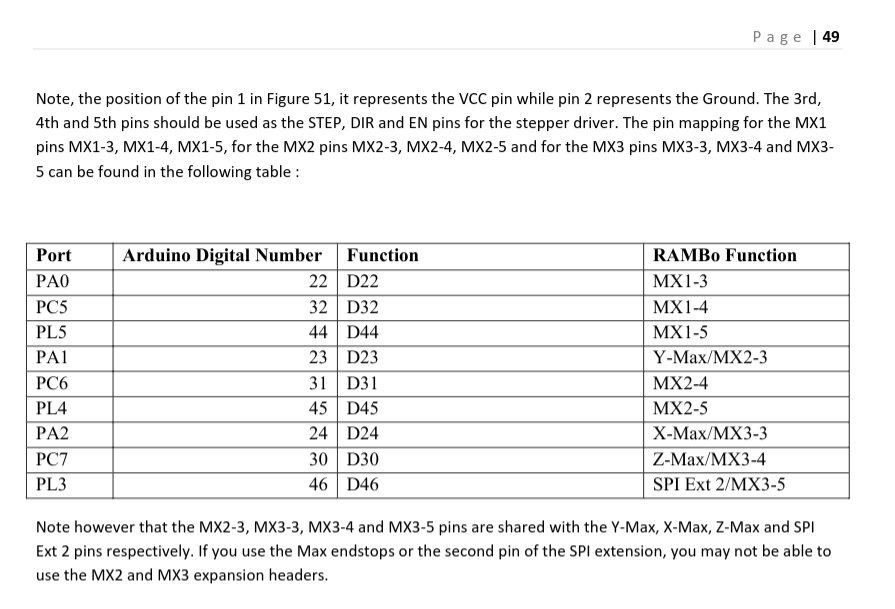 Page | 49
Note, the position of the pin 1 in Figure 51, it represents the VCC pin while pin 2 represents the Ground. The 3rd,
4th and 5th pins should be used as the STEP, DIR and EN pins for the stepper driver. The pin mapping for the MX1
pins MX1-3, MX1-4, MX1-5, for the MX2 pins MX2-3, MX2-4, MX2-5 and for the MX3 pins MX3-3, MX3-4 and MX3-
5 can be found in the following table :
Port Arduino Digital Number Function RAMBo Function
PA0 22 D22 MX1-3
PC5 32 D32 MX1-4
PL5 44 D44 MX1-5
PA1 23 D23 Y-Max/MX2-3
PC6 31 D31 MX2-4
PL4 45 D45 MX2-5
PA2 24 D24 X-Max/MX3-3
PC7 30 D30 Z-Max/MX3-4
PL3 46 D46 SPI Ext 2/MX3-5
Note however that the MX2-3, MX3-3, MX3-4 and MX3-5 pins are shared with the Y-Max, X-Max, Z-Max and SPI
Ext 2 pins respectively. If you use the Max endstops or the second pin of the SPI extension, you may not be able to
use the MX2 and MX3 expansion headers.